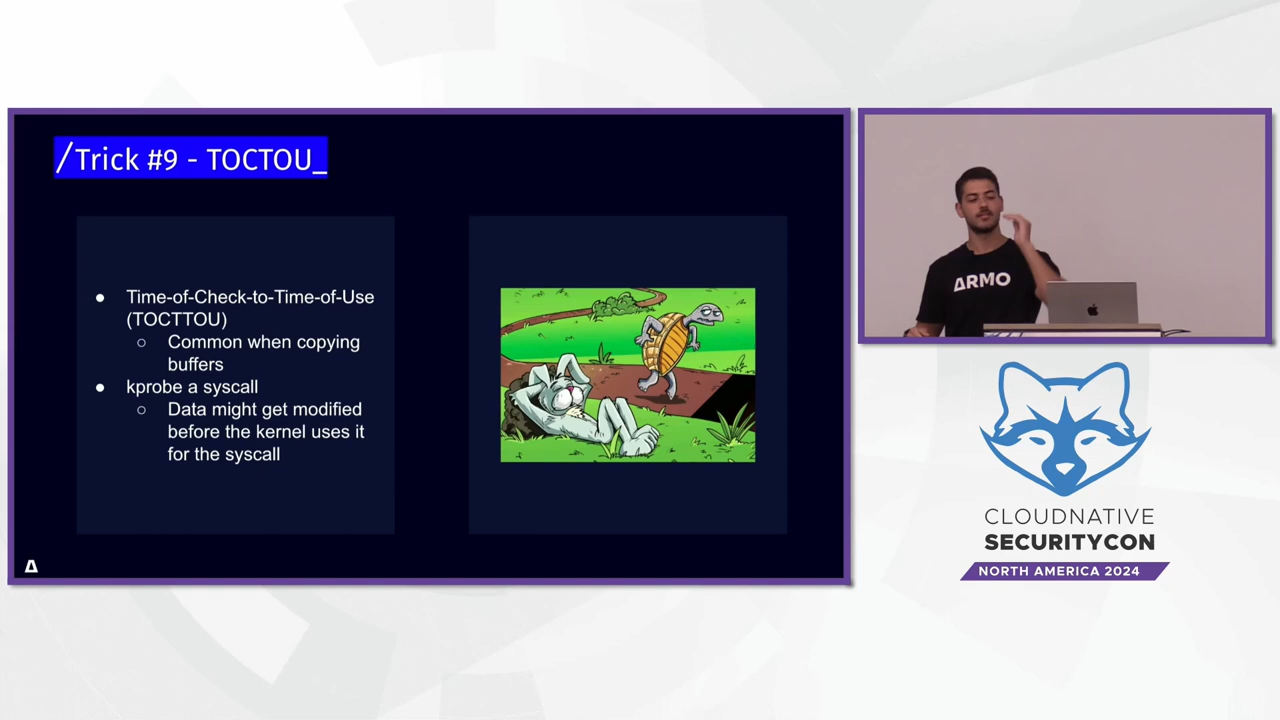 /Trick #9 - TOCTOU_
● Time-of-Check-to-Time-of-Use
(TOCTTOU)
○ Common when copying
buffers
● kprobe a syscall
○ Data might get modified
before the kernel uses it
for the syscall
ARMO
CLOUDNATIVE
SECURITYCON
NORTH AMERICA 2024